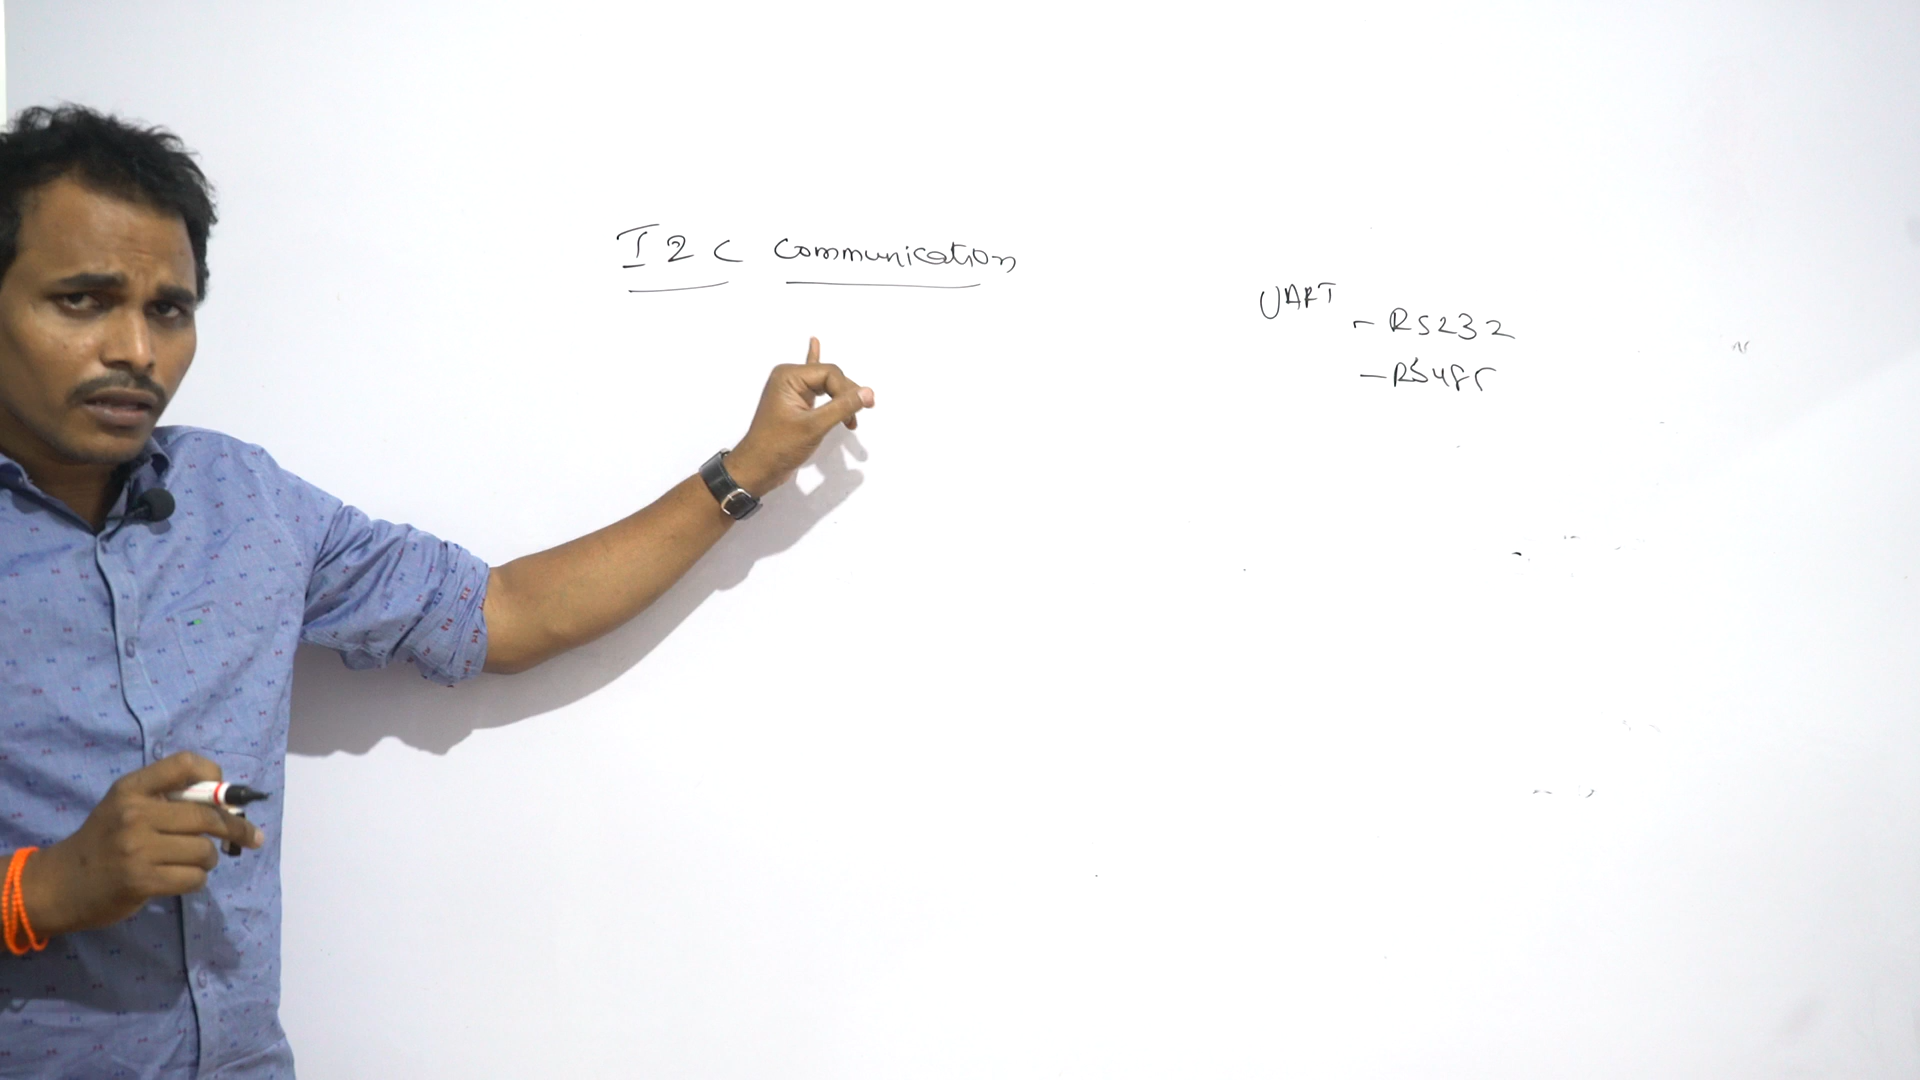 I2C Communication
UART
- RS232
- RS485